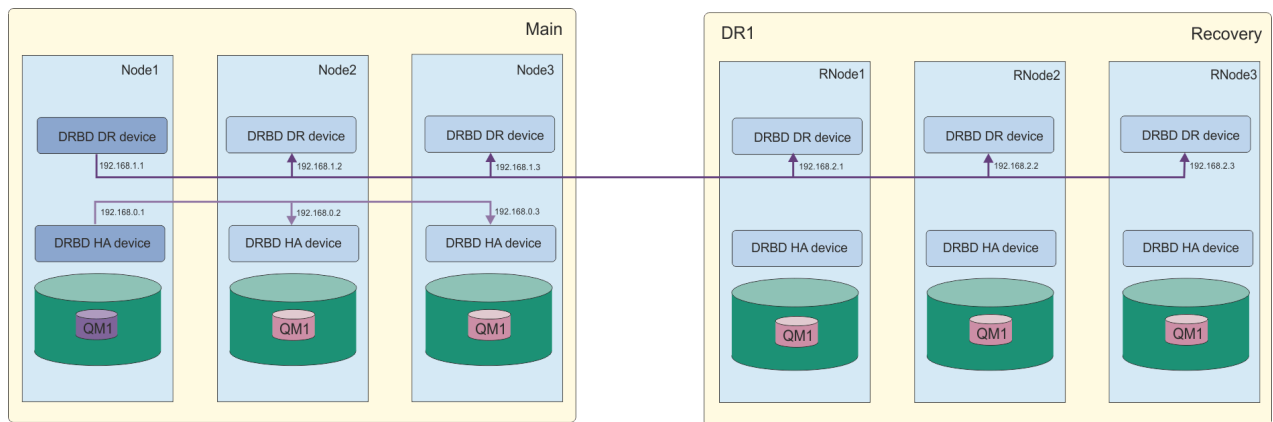 Main
Node1
Node2
Node3
DRBD DR device
DRBD DR device
DRBD DR device
192.168.1.1
192.168.1.2
192.168.1.3
192.168.0.1
192.168.0.2
192.168.0.3
DRBD HA device
DRBD HA device
DRBD HA device
QM1
QM1
QM1
DR1
Recovery
RNode1
RNode2
RNode3
DRBD DR device
DRBD DR device
DRBD DR device
192.168.2.1
192.168.2.2
192.168.2.3
DRBD HA device
DRBD HA device
DRBD HA device
QM1
QM1
QM1